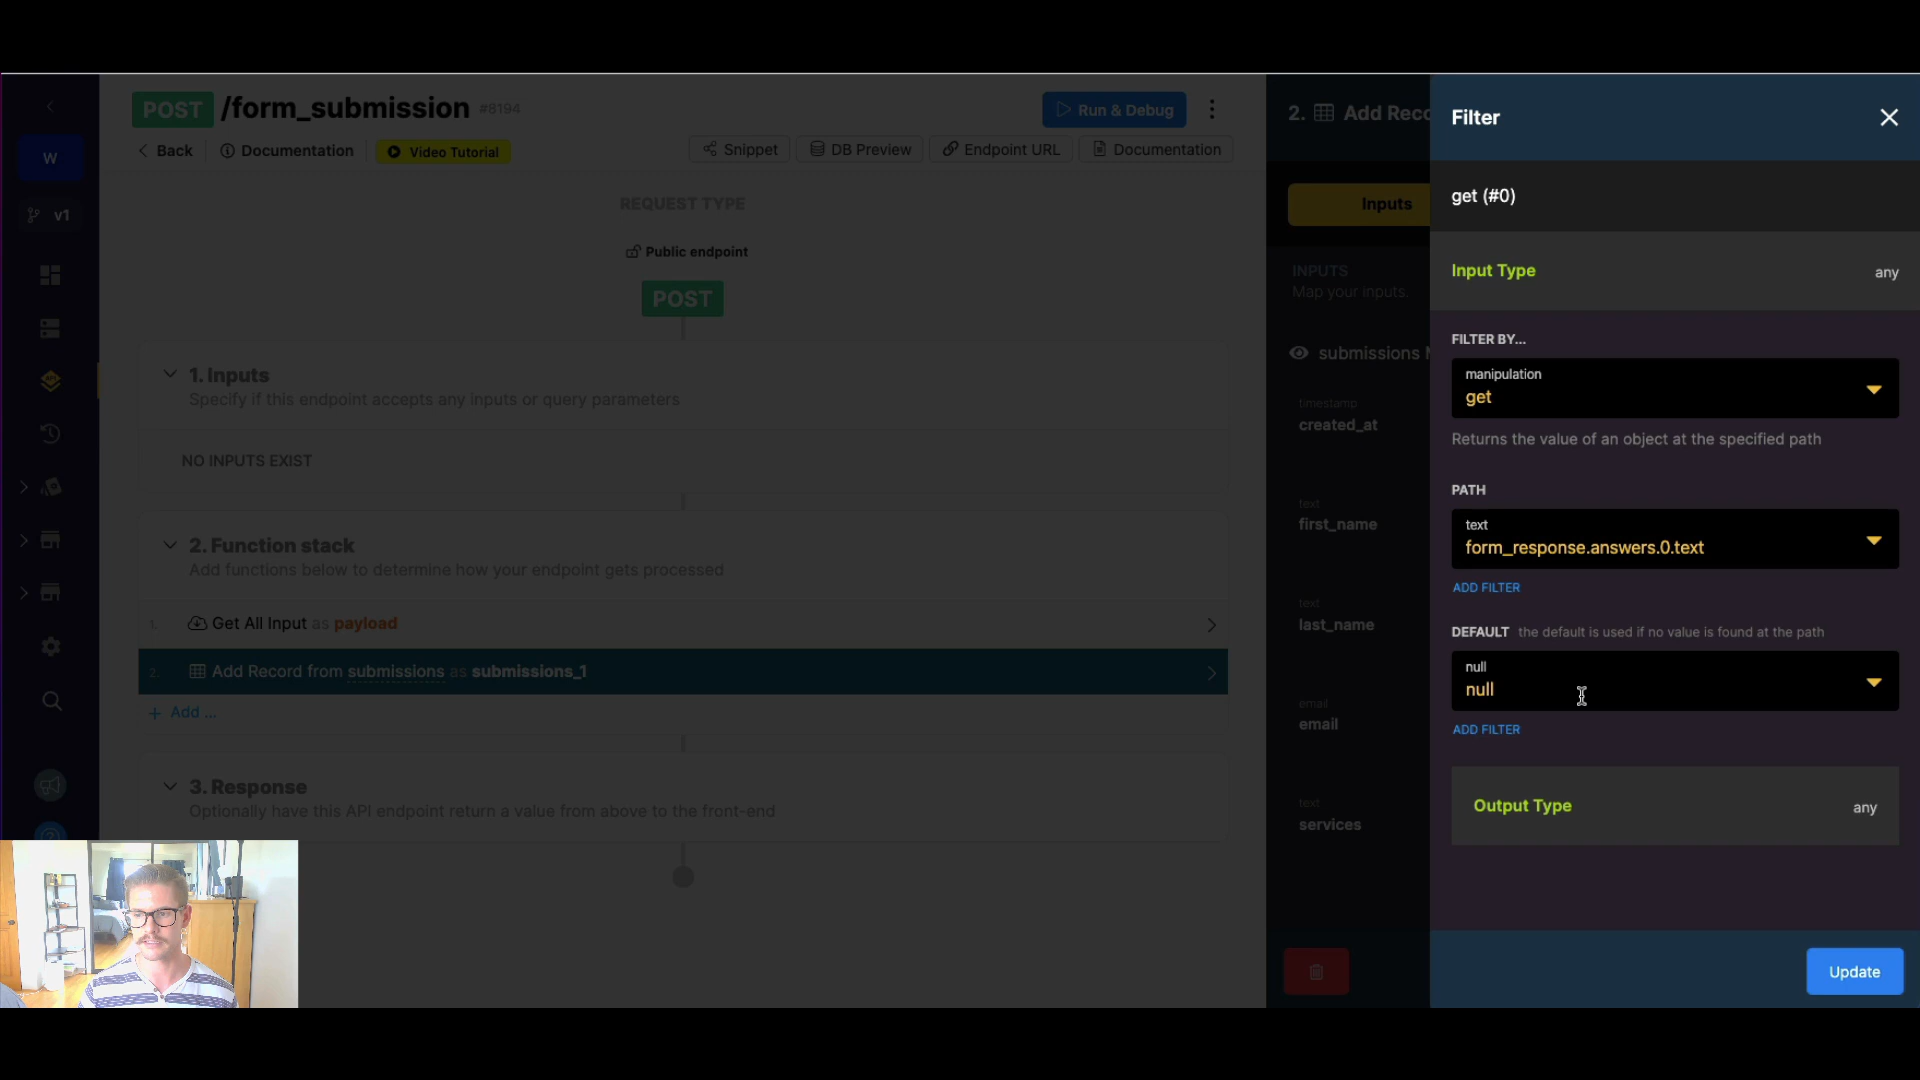 POST /form_submission #8194
Run & Debug
Back
Documentation
Video Tutorial
Snippet
DB Preview
Endpoint URL
Documentation
W
v1
REQUEST TYPE
Public endpoint
POST
1. Inputs
Specify if this endpoint accepts any inputs or query parameters
NO INPUTS EXIST
2. Function stack
Add functions below to determine how your endpoint gets processed
1. Get All Input as payload
2. Add Record from submissions as submissions_1
+ Add ...
3. Response
Optionally have this API endpoint return a value from above to the front-end
2. Add Reco
Inputs
INPUTS
Map your inputs.
submissions
timestamp
created_at
text
first_name
text
last_name
email
email
text
services
Filter
get (#0)
Input Type any
FILTER BY...
manipulation
get
Returns the value of an object at the specified path
PATH
text
form_response.answers.0.text
ADD FILTER
DEFAULT the default is used if no value is found at the path
null
null
ADD FILTER
Output Type any
Update